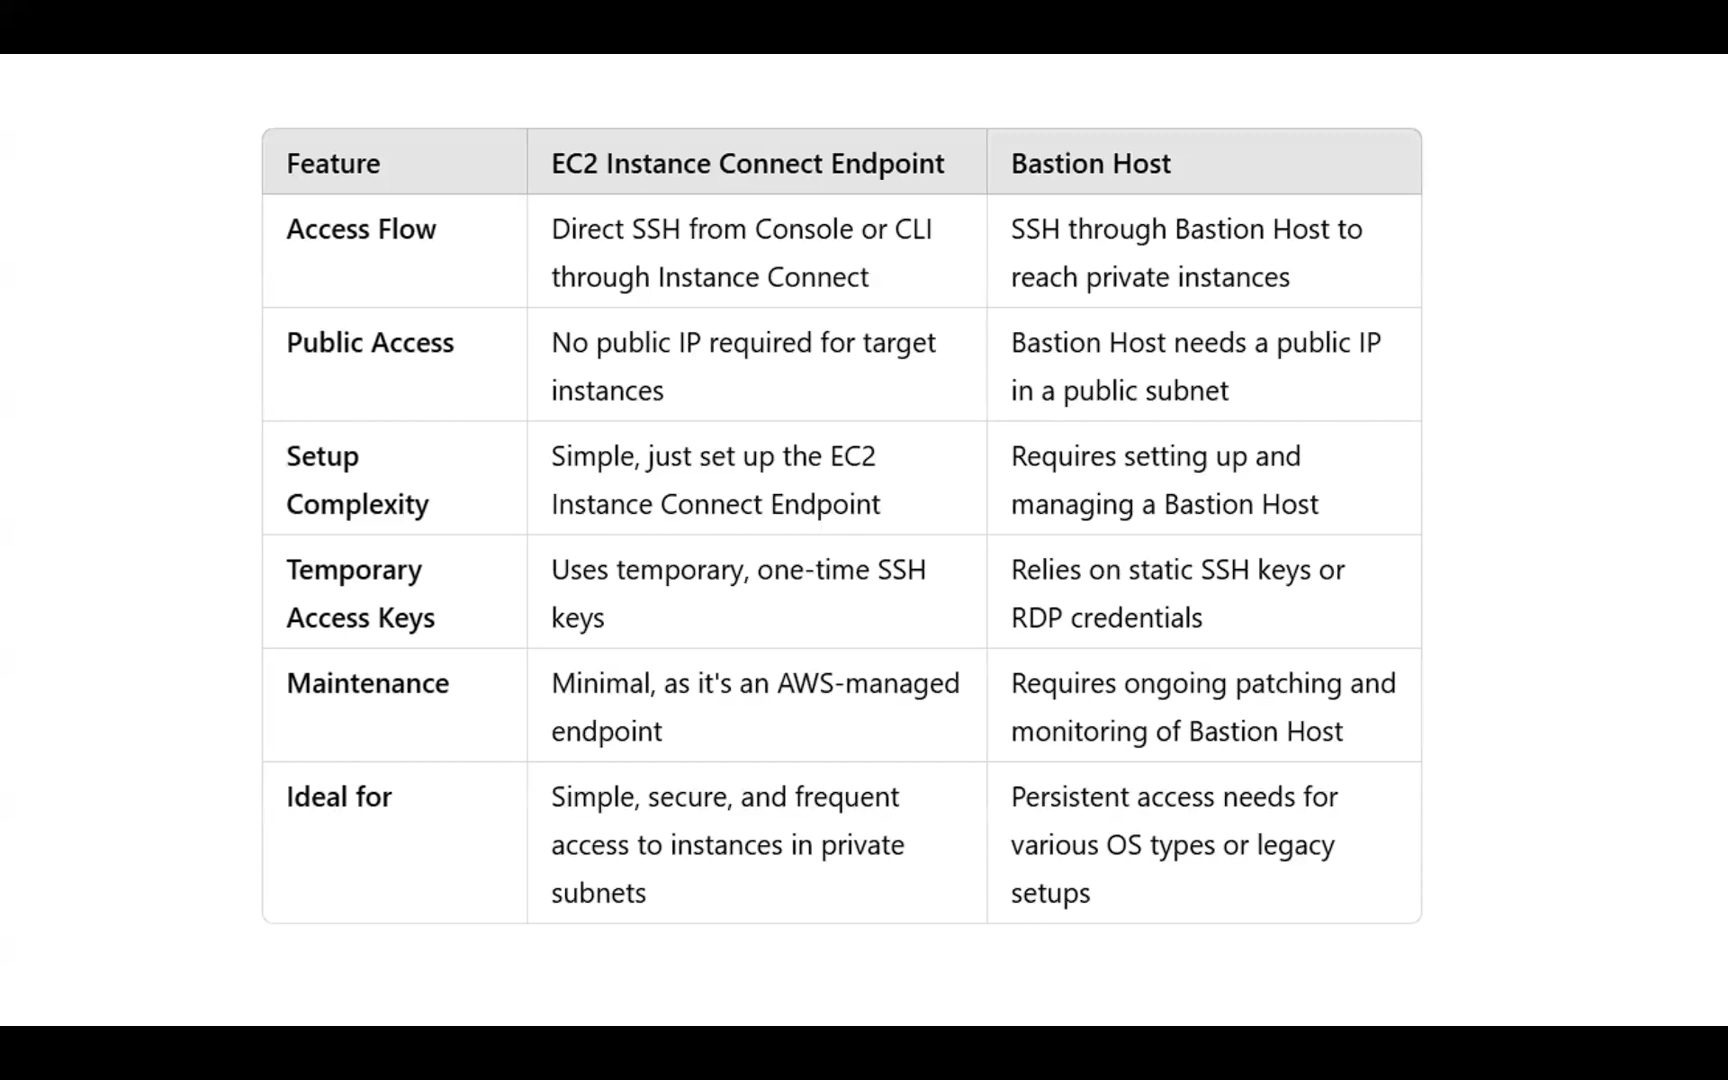 Feature
EC2 Instance Connect Endpoint
Bastion Host
Access Flow
Direct SSH from Console or CLI
through Instance Connect
SSH through Bastion Host to
reach private instances
Public Access
No public IP required for target
instances
Bastion Host needs a public IP
in a public subnet
Setup
Complexity
Simple, just set up the EC2
Instance Connect Endpoint
Requires setting up and
managing a Bastion Host
Temporary
Access Keys
Uses temporary, one-time SSH
keys
Relies on static SSH keys or
RDP credentials
Maintenance
Minimal, as it's an AWS-managed
endpoint
Requires ongoing patching and
monitoring of Bastion Host
Ideal for
Simple, secure, and frequent
access to instances in private
subnets
Persistent access needs for
various OS types or legacy
setups